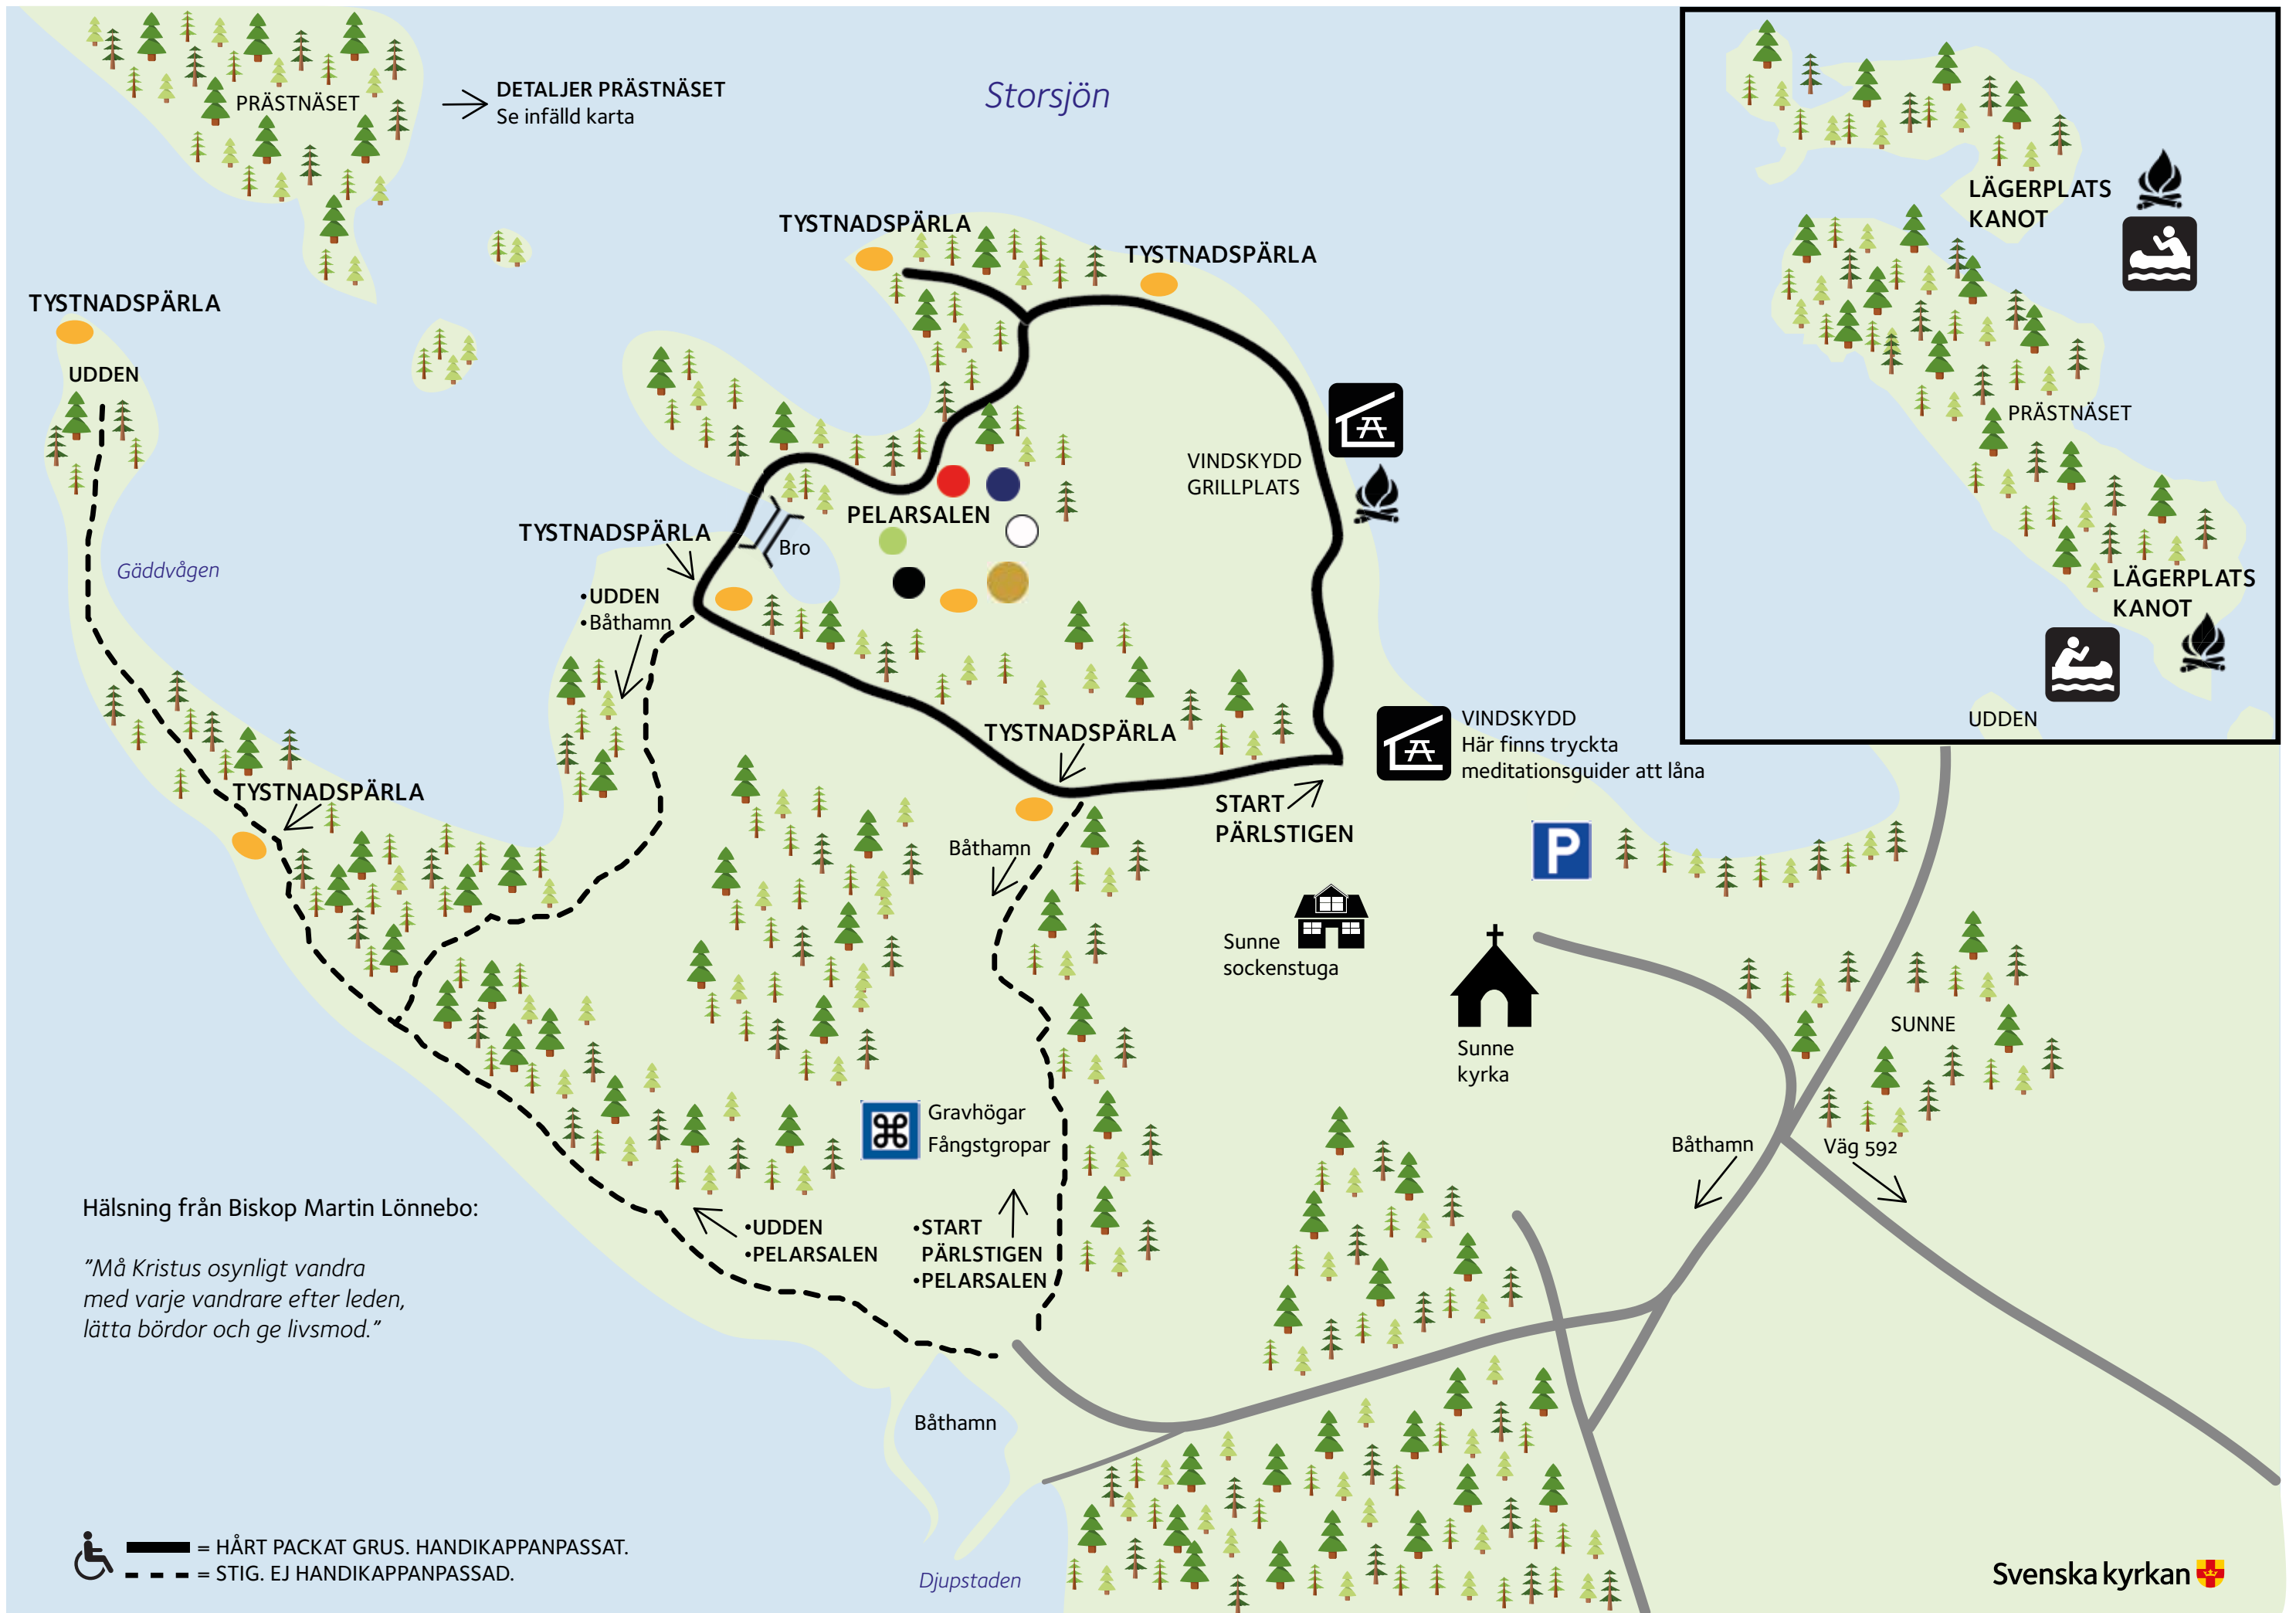 PRÄSTNÄSET
DETALJER PRÄSTNÄSET
Se infälld karta
Storsjön
LÄGERPLATS
KANOT
PRÄSTNÄSET
LÄGERPLATS
KANOT
UDDEN
TYSTNADSPÄRLA
TYSTNADSPÄRLA
TYSTNADSPÄRLA
UDDEN
VINDSKYDD
GRILLPLATS
PELARSALEN
TYSTNADSPÄRLA
Bro
Gäddvågen
•UDDEN
•Båthamn
TYSTNADSPÄRLA
VINDSKYDD
Här finns tryckta
meditationsguider att låna
TYSTNADSPÄRLA
START
PÄRLSTIGEN
Båthamn
P
Sunne
sockenstuga
Sunne
kyrka
SUNNE
Gravhögar
Fångstgropar
Båthamn
Väg 592
Hälsning från Biskop Martin Lönnebo:
”Må Kristus osynligt vandra
med varje vandrare efter leden,
lätta bördor och ge livsmod.”
•UDDEN
•PELARSALEN
•START
PÄRLSTIGEN
•PELARSALEN
Båthamn
Djupstaden
= HÅRT PACKAT GRUS. HANDIKAPPANPASSAT.
= STIG. EJ HANDIKAPPANPASSAD.
Svenska kyrkan